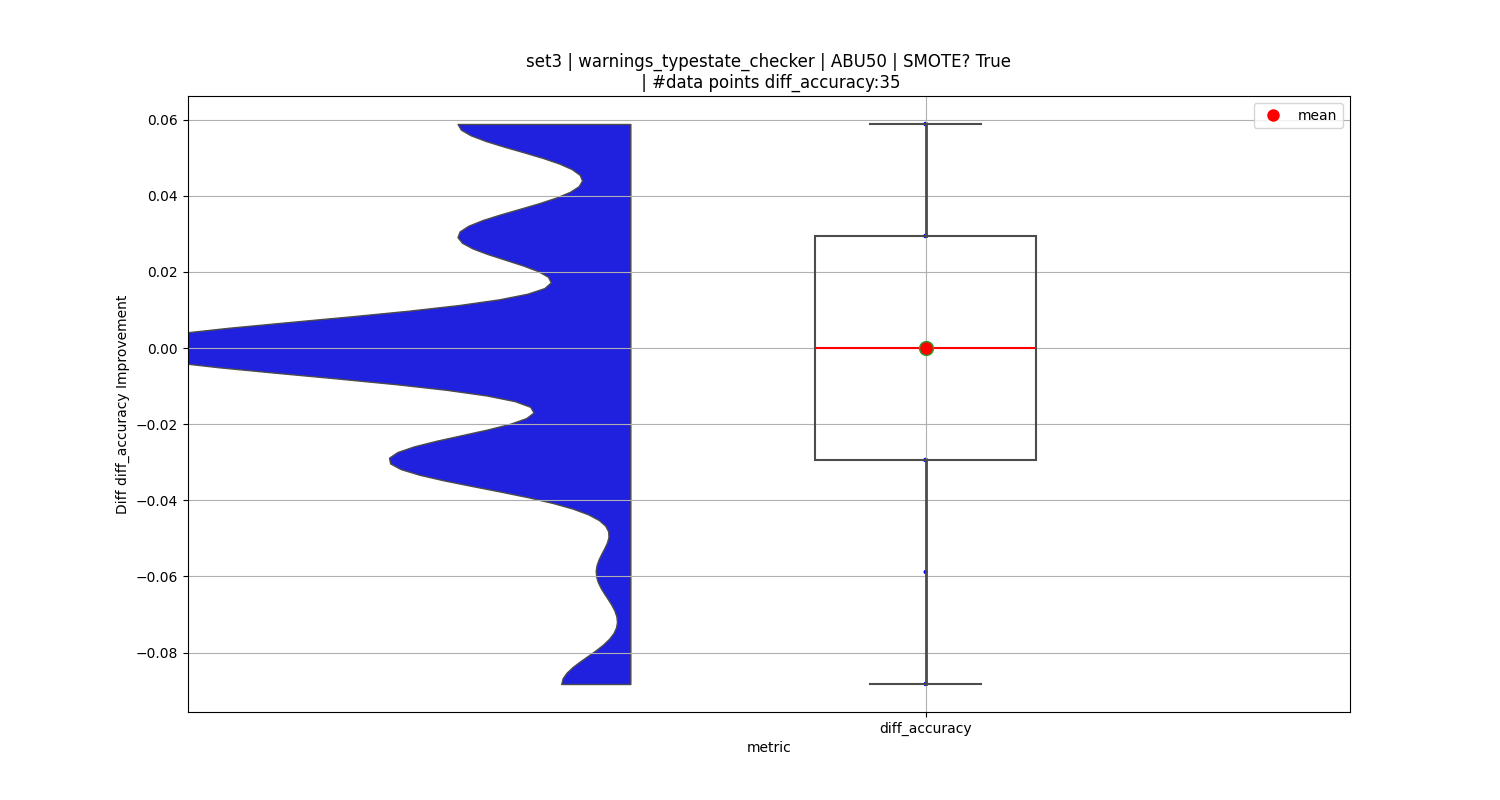 set3 | warnings_typestate_checker | ABU50 | SMOTE? True
| #data points diff_accuracy:35
mean
0.06
0.04
0.02
0.00
−0.02
−0.04
−0.06
−0.08
Diff diff_accuracy Improvement
diff_accuracy
metric